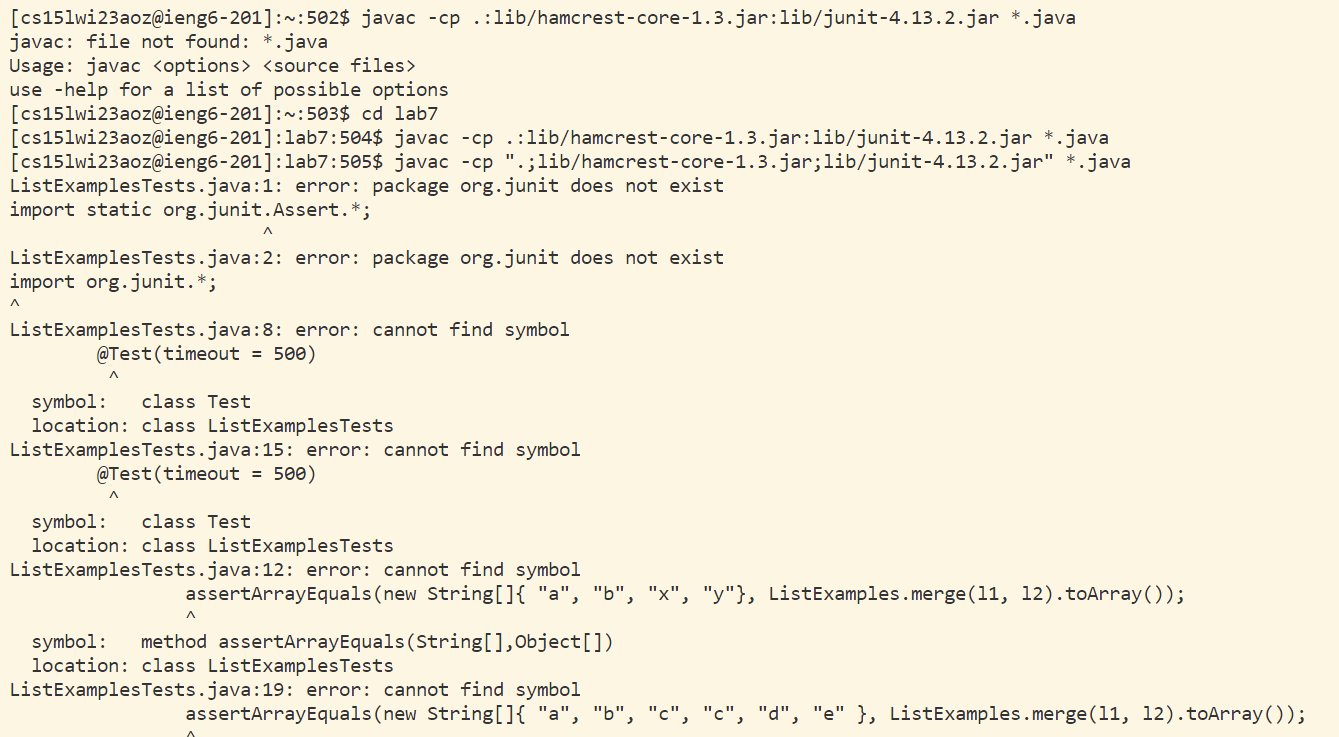 [cs15lwi23aoz@ieng6-201]:~:502$ javac -cp .:lib/hamcrest-core-1.3.jar:lib/junit-4.13.2.jar *.java
javac: file not found: *.java
Usage: javac <options> <source files>
use -help for a list of possible options
[cs15lwi23aoz@ieng6-201]:~:503$ cd lab7
[cs15lwi23aoz@ieng6-201]:lab7:504$ javac -cp .:lib/hamcrest-core-1.3.jar:lib/junit-4.13.2.jar *.java
[cs15lwi23aoz@ieng6-201]:lab7:505$ javac -cp ".;lib/hamcrest-core-1.3.jar;lib/junit-4.13.2.jar" *.java
ListExamplesTests.java:1: error: package org.junit does not exist
import static org.junit.Assert.*;
                       ^
ListExamplesTests.java:2: error: package org.junit does not exist
import org.junit.*;
^
ListExamplesTests.java:8: error: cannot find symbol
        @Test(timeout = 500)
         ^
  symbol:   class Test
  location: class ListExamplesTests
ListExamplesTests.java:15: error: cannot find symbol
        @Test(timeout = 500)
         ^
  symbol:   class Test
  location: class ListExamplesTests
ListExamplesTests.java:12: error: cannot find symbol
                assertArrayEquals(new String[]{ "a", "b", "x", "y"}, ListExamples.merge(l1, l2).toArray());
                ^
  symbol:   method assertArrayEquals(String[],Object[])
  location: class ListExamplesTests
ListExamplesTests.java:19: error: cannot find symbol
                assertArrayEquals(new String[]{ "a", "b", "c", "c", "d", "e" }, ListExamples.merge(l1, l2).toArray());
                ^